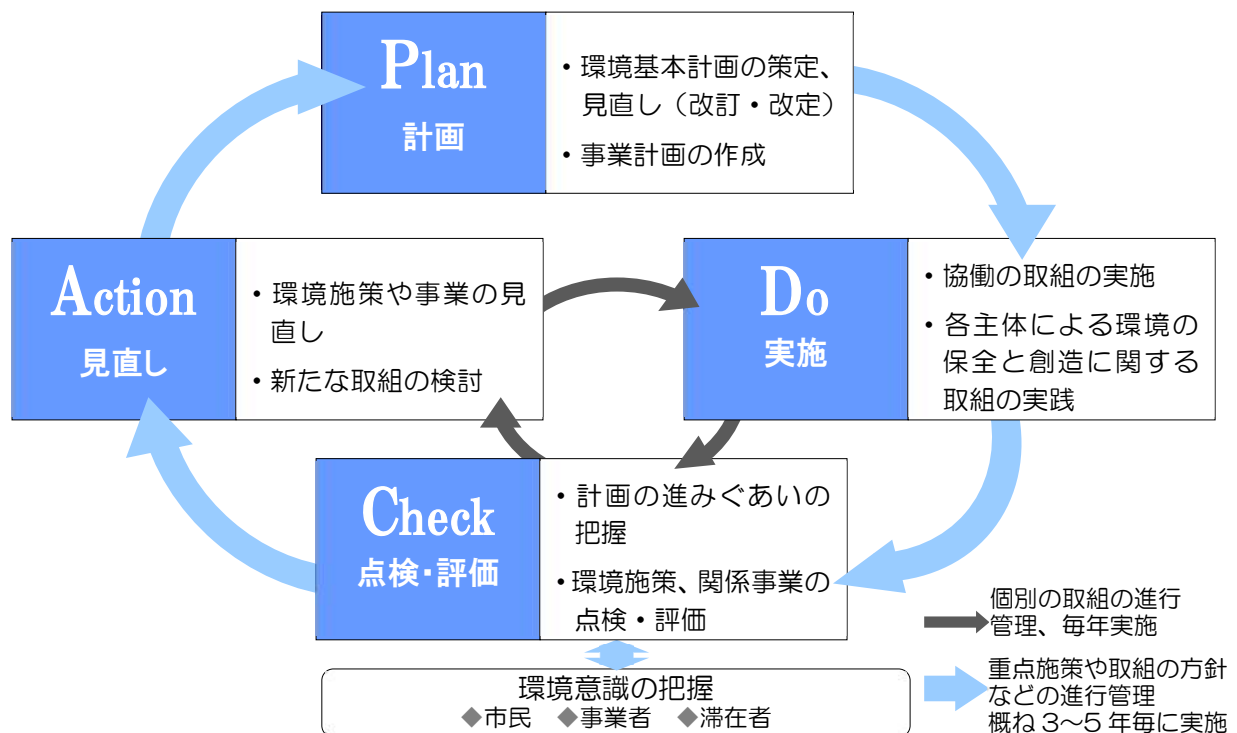 Plan
計画
・環境基本計画の策定、
見直し（改訂・改定）
・事業計画の作成
Action
見直し
・環境施策や事業の見
直し
・新たな取組の検討
Do
実施
・協働の取組の実施
・各主体による環境の
保全と創造に関する
取組の実践
Check
点検・評価
・計画の進みぐあいの
把握
・環境施策、関係事業の
点検・評価
環境意識の把握
◆市民 ◆事業者 ◆滞在者
個別の取組の進行
管理、毎年実施
重点施策や取組の方針
などの進行管理
概ね3～5年毎に実施